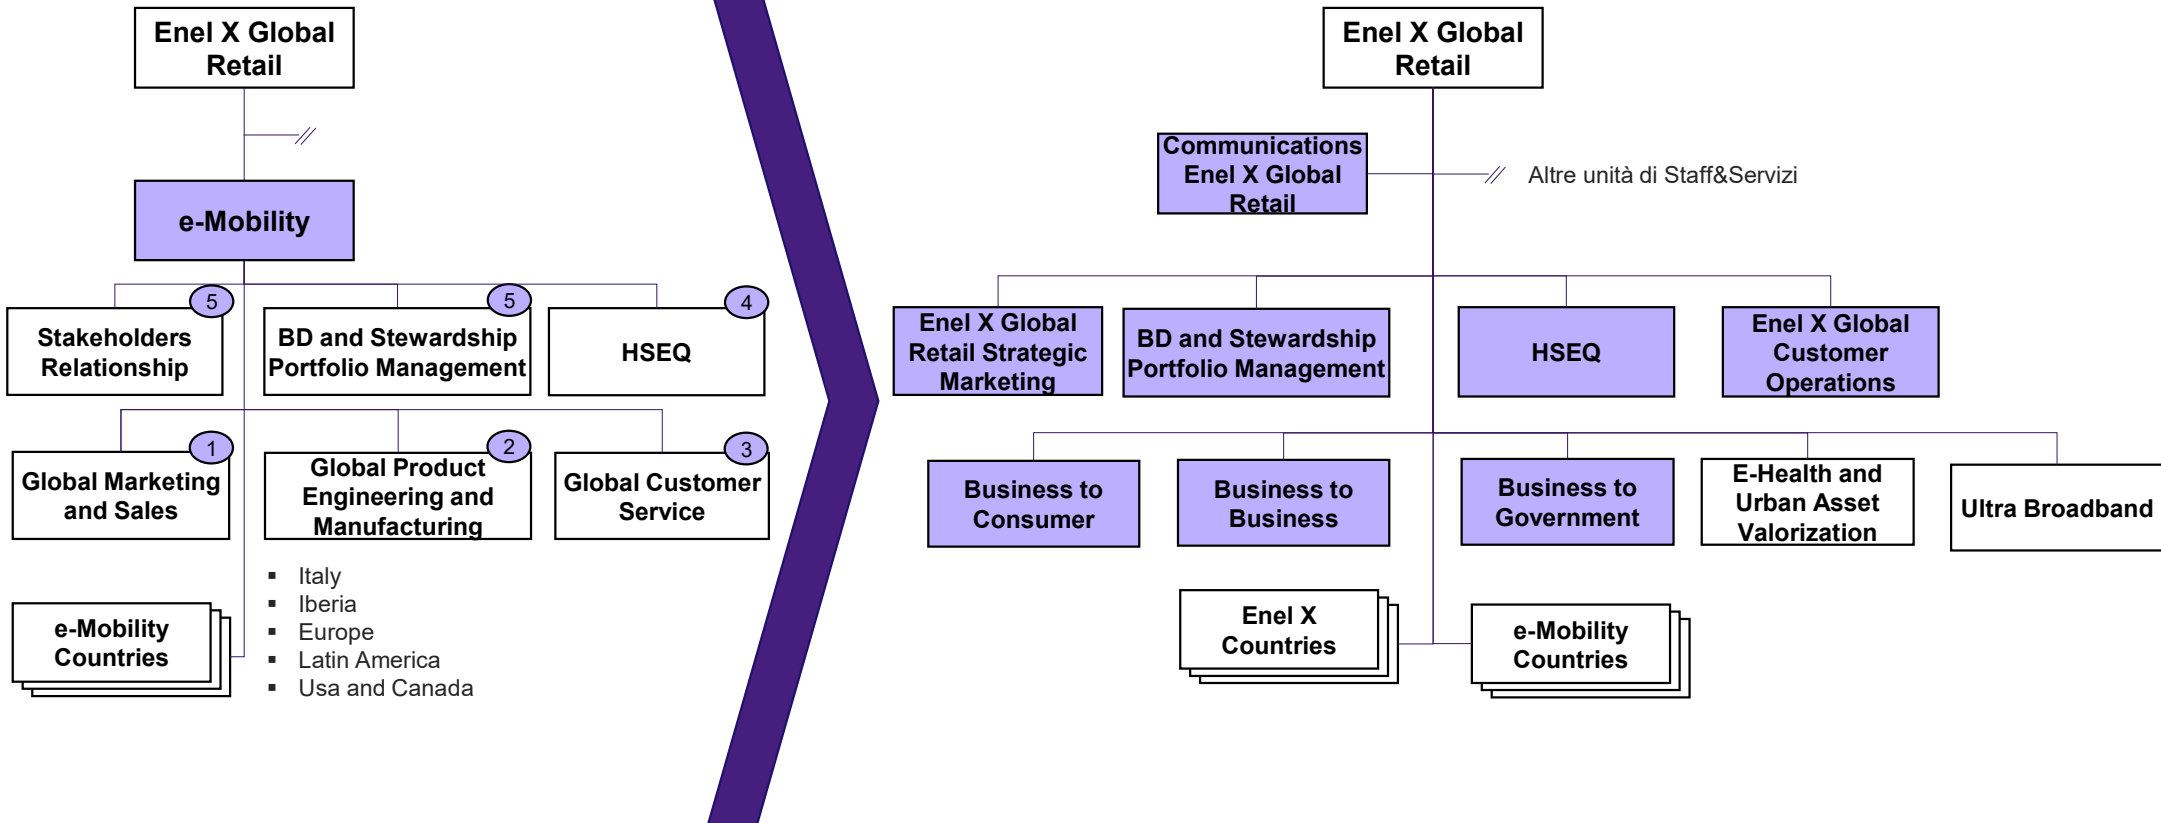 Enel X Global
Retail
e-Mobility
5
Stakeholders
Relationship
5
BD and Stewardship
Portfolio Management
4
HSEQ
1
Global Marketing
and Sales
2
Global Product
Engineering and
Manufacturing
3
Global Customer
Service
e-Mobility
Countries
▪ Italy
▪ Iberia
▪ Europe
▪ Latin America
▪ Usa and Canada
Enel X Global
Retail
Communications
Enel X Global
Retail
Altre unità di Staff&Servizi
Enel X Global
Retail Strategic
Marketing
BD and Stewardship
Portfolio Management
HSEQ
Enel X Global
Customer
Operations
Business to
Consumer
Business to
Business
Business to
Government
E-Health and
Urban Asset
Valorization
Ultra Broadband
Enel X
Countries
e-Mobility
Countries